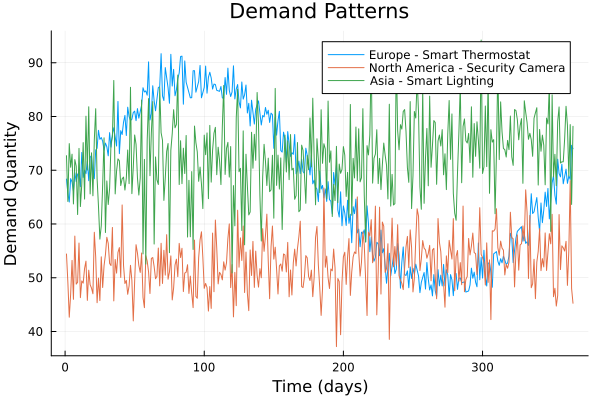 Demand Patterns
Europe - Smart Thermostat
North America - Security Camera
Asia - Smart Lighting
Demand Quantity
90
80
70
60
50
40
0
100
200
300
Time (days)